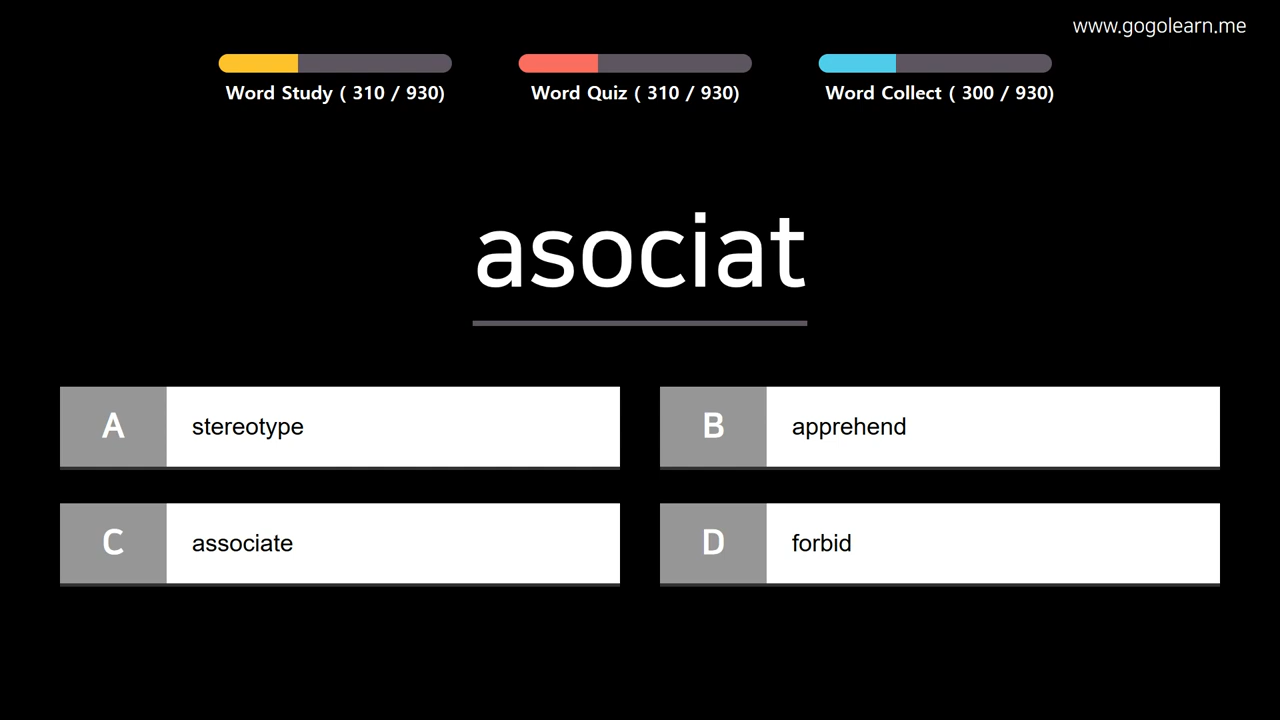 www.gogolearn.me
Word Study ( 310 / 930)
Word Quiz ( 310 / 930)
Word Collect ( 300 / 930)
asociat
A stereotype
B apprehend
C associate
D forbid